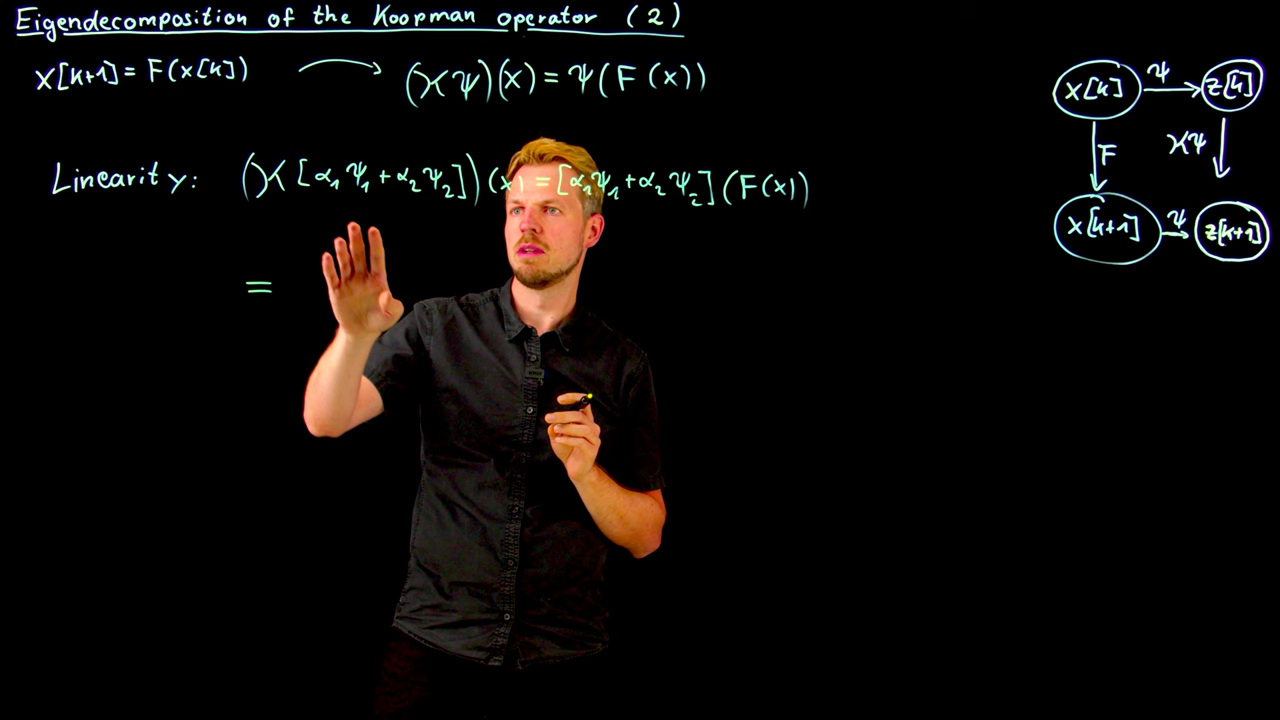 Eigendecomposition of the Koopman operator (2)
x[k+1] = F(x[k]) → (𝒦ψ)(x) = ψ(F(x))
x[k] ψ z[k]
F 𝒦ψ
Linearity: (𝒦[α₁ψ₁+α₂ψ₂])(x) = [α₁ψ₁+α₂ψ₂](F(x))
x[k+1] ψ z[k+1]
=